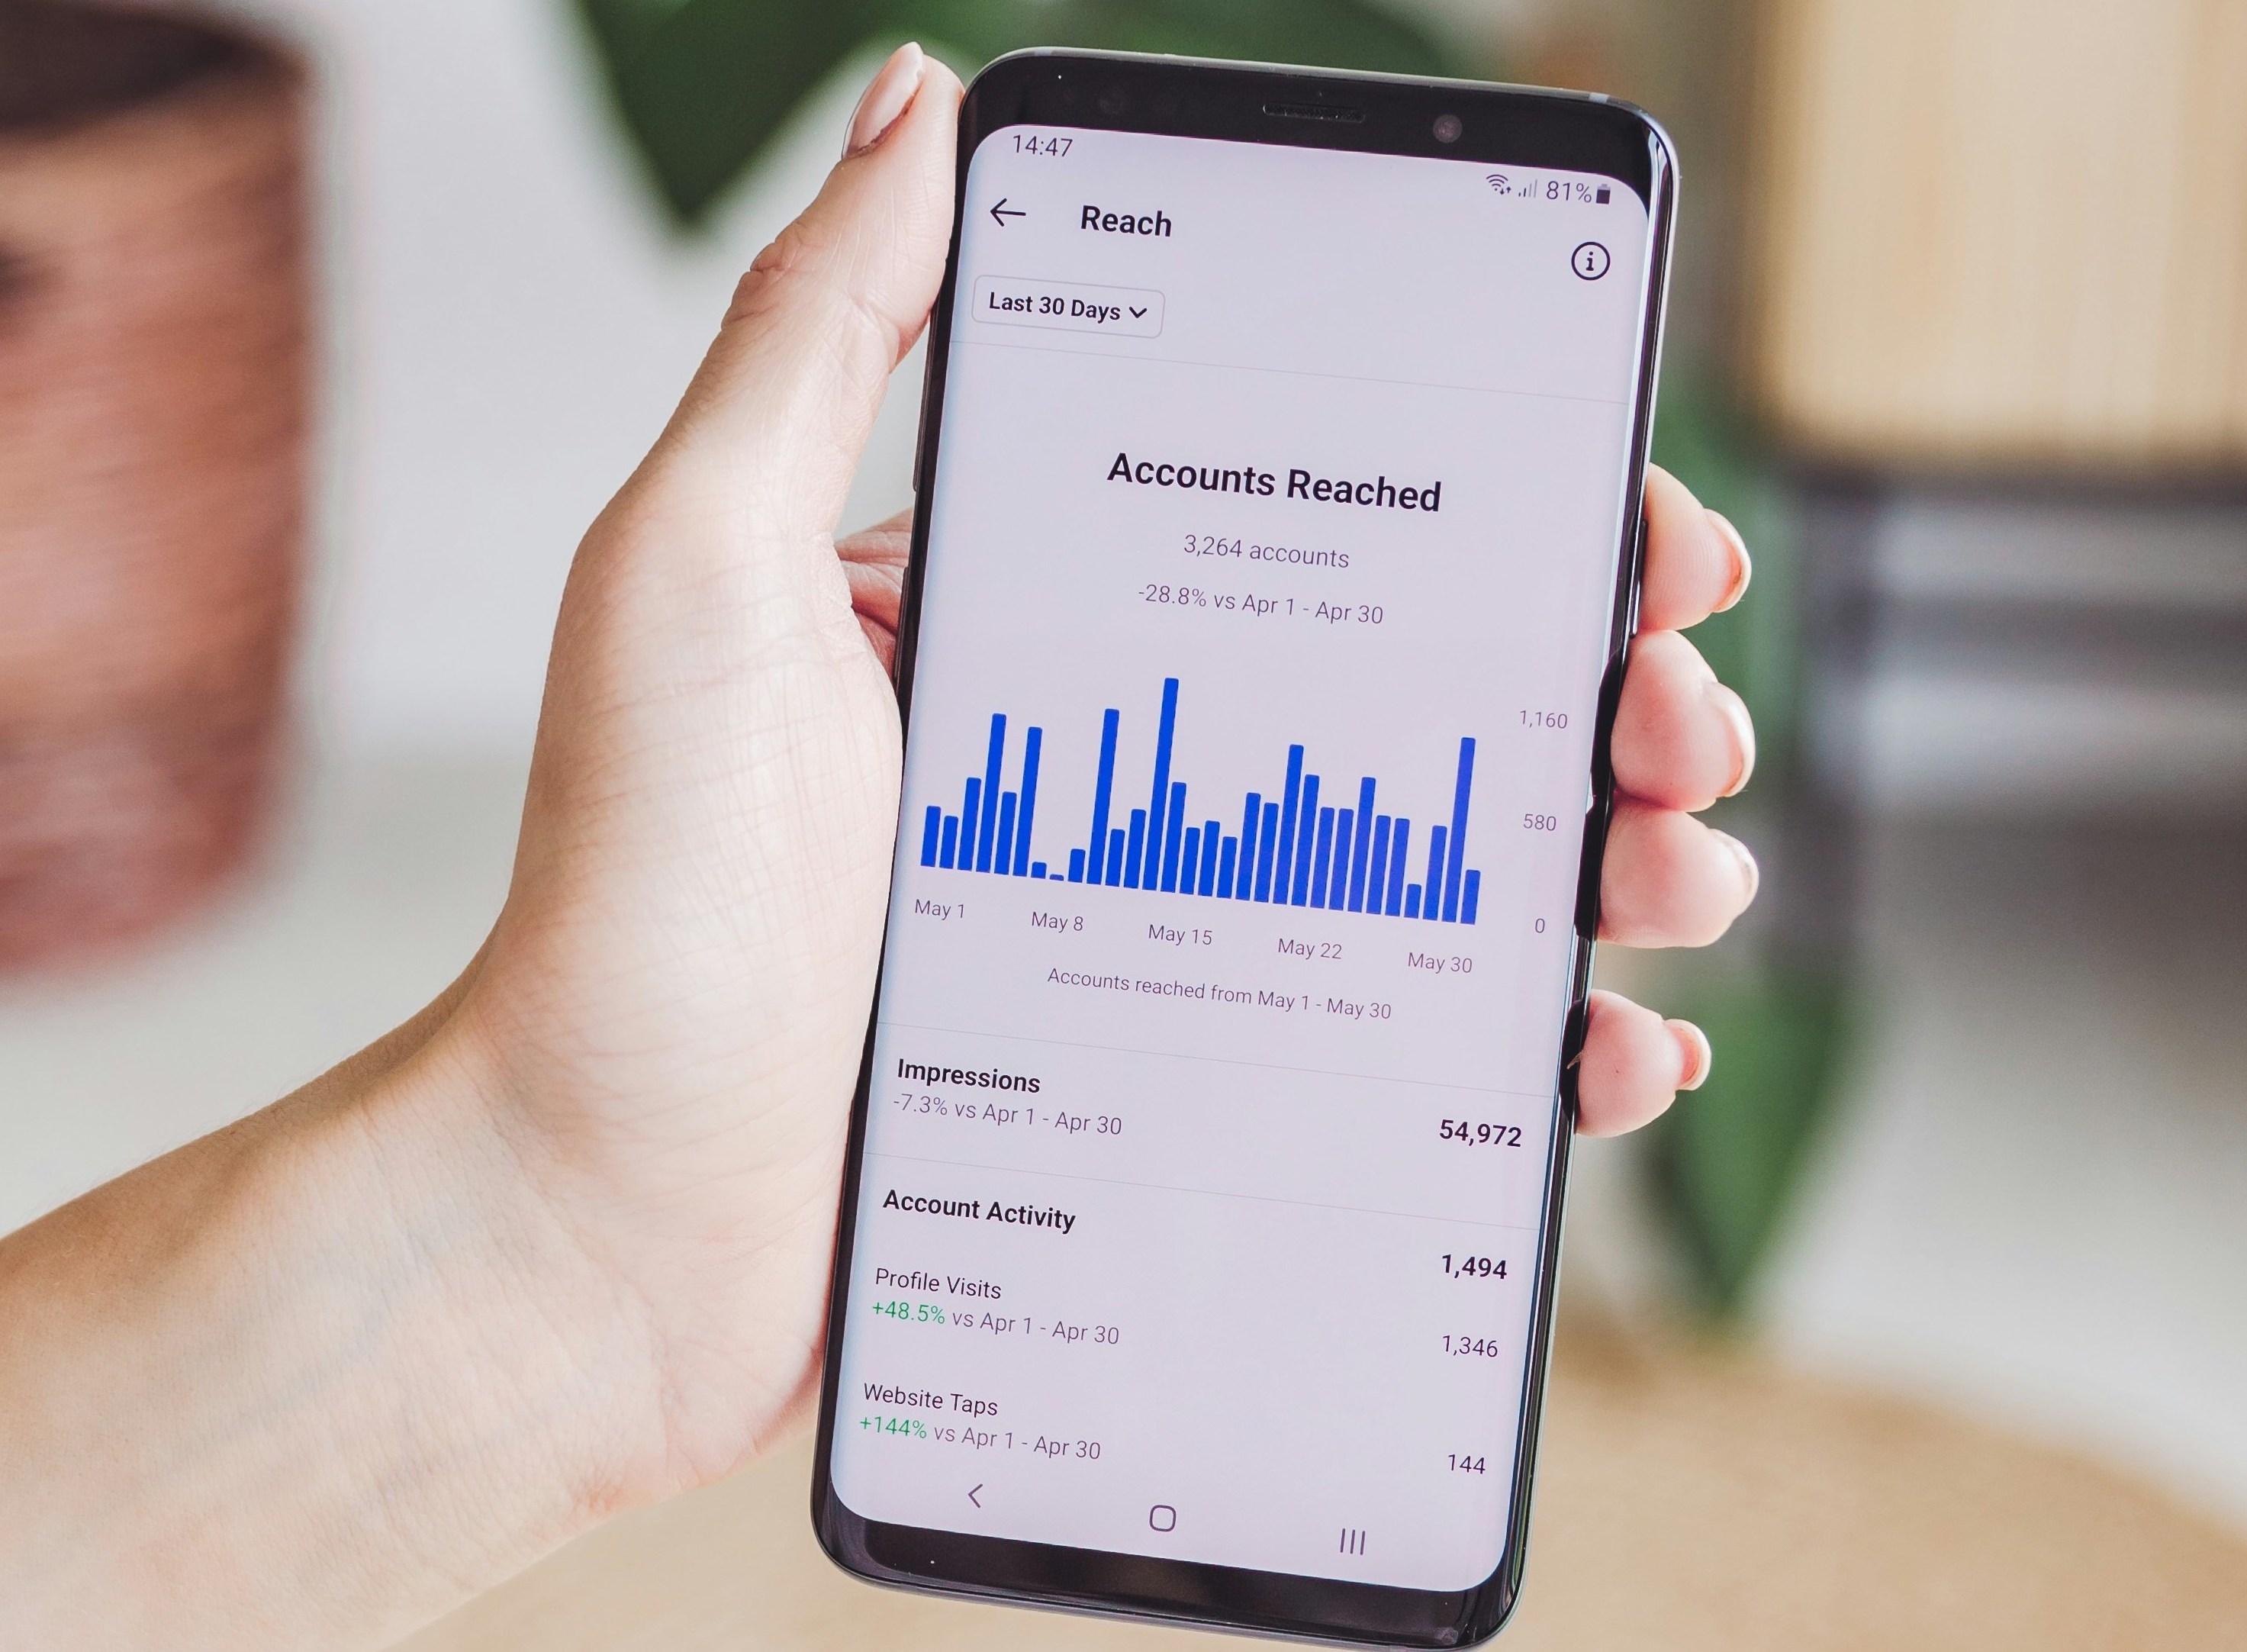 14:47
81%
Reach
Last 30 Days
Accounts Reached
3,264 accounts
-28.8% vs Apr 1 - Apr 30
1,160
580
0
May 1 May 8 May 15 May 22 May 30
Accounts reached from May 1 - May 30
Impressions
-7.3% vs Apr 1 - Apr 30
54,972
Account Activity
1,494
Profile Visits
+48.5% vs Apr 1 - Apr 30
1,346
Website Taps
+144% vs Apr 1 - Apr 30
144